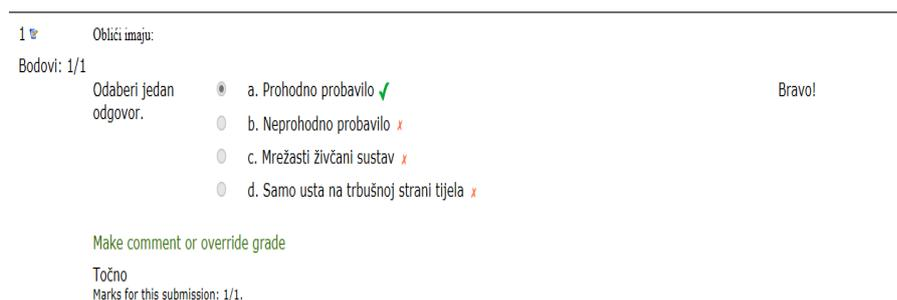 1
Oblići imaju:
Bodovi: 1/1
Odaberi jedan odgovor.
a. Prohodno probavilo
Bravo!
b. Neprohodno probavilo
c. Mrežasti živčani sustav
d. Samo usta na trbušnoj strani tijela
Make comment or override grade
Točno
Marks for this submission: 1/1.